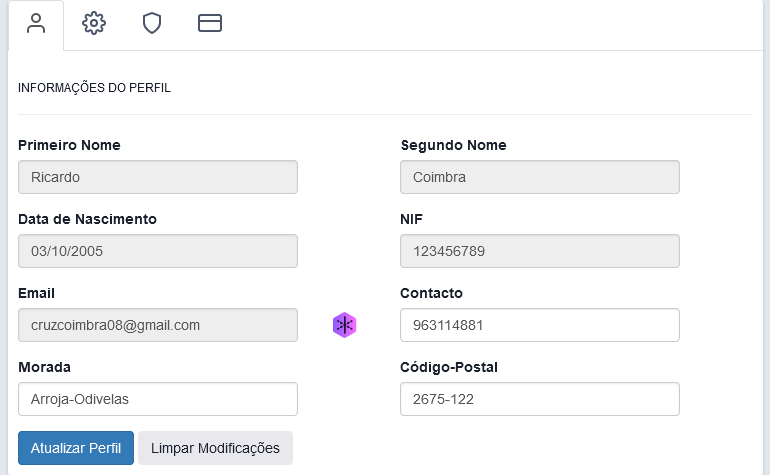 INFORMAÇÕES DO PERFIL
Primeiro Nome
Segundo Nome
Ricardo
Coimbra
Data de Nascimento
NIF
03/10/2005
123456789
Email
Contacto
cruzcoimbra08@gmail.com
963114881
Morada
Código-Postal
Arroja-Odivelas
2675-122
Atualizar Perfil
Limpar Modificações